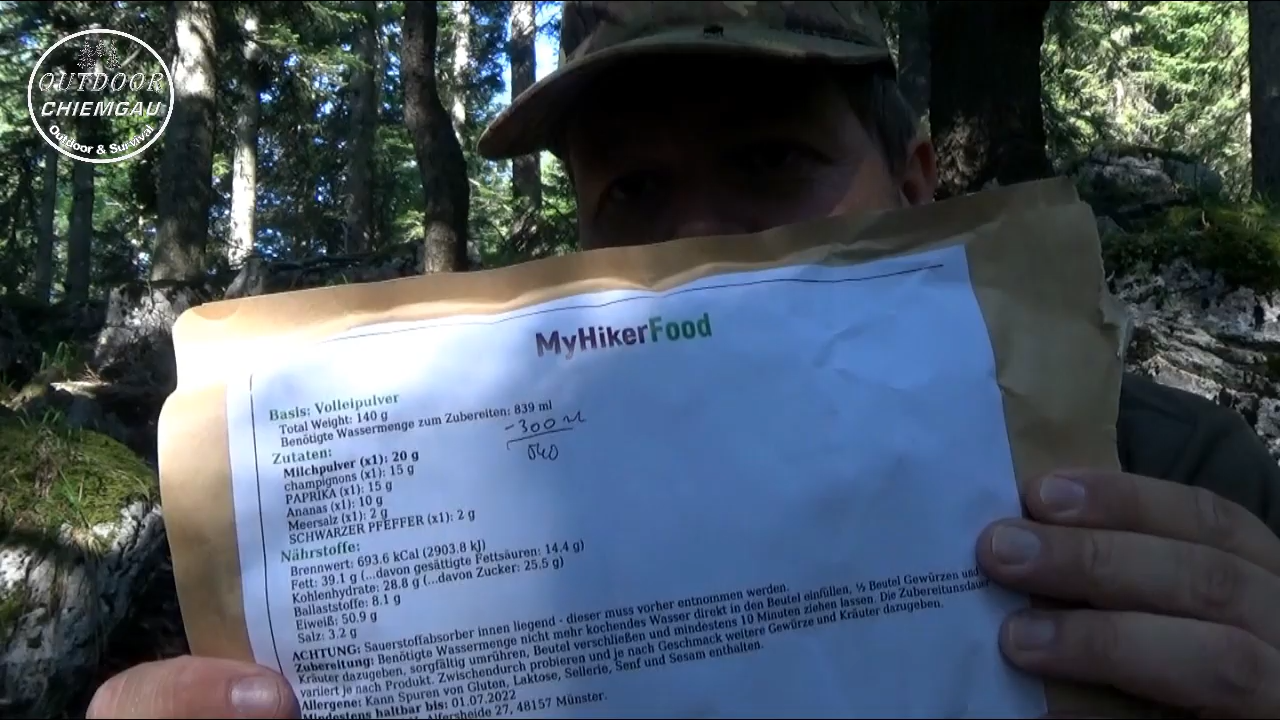 OUTDOOR
CHIEMGAU
Outdoor & Survival
MyHikerFood
Basis: Volleipulver
Total Weight: 140 g
Benötigte Wassermenge zum Zubereiten: 839 ml
-300 ml
540
Zutaten:
Milchpulver (x1): 20 g
champignons (x1): 15 g
PAPRIKA (x1): 15 g
Ananas (x1): 10 g
Meersalz (x1): 2 g
SCHWARZER PFEFFER (x1): 2 g
Nährstoffe:
Brennwert: 693,6 kCal (2903.8 kJ)
Fett: 39.1 g (...davon gesättigte Fettsäuren: 14,4 g)
Kohlenhydrate: 28.8 g (...davon Zucker: 25.5 g)
Ballaststoffe: 8.1 g
Eiweiß: 50.9 g
Salz: 3.2 g
ACHTUNG: Sauerstoffabsorber innen liegend - dieser muss vorher entnommen werden.
Zubereitung: Benötigte Wassermenge nicht mehr kochendes Wasser direkt in den Beutel einfüllen, ½ Beutel Gewürzen und
Kräuter dazugeben, sorgfältig umrühren, Beutel verschließen und mindestens 10 Minuten ziehen lassen. Die Zubereitunsdauer
variiert je nach Produkt. Zwischendurch probieren und je nach Geschmack weitere Gewürze und Kräuter dazugeben.
Allergene: Kann Spuren von Gluten, Laktose, Sellerie, Senf und Sesam enthalten.
Mindestens haltbar bis: 01.07.2022
Alfersheide 27, 48157 Münster.